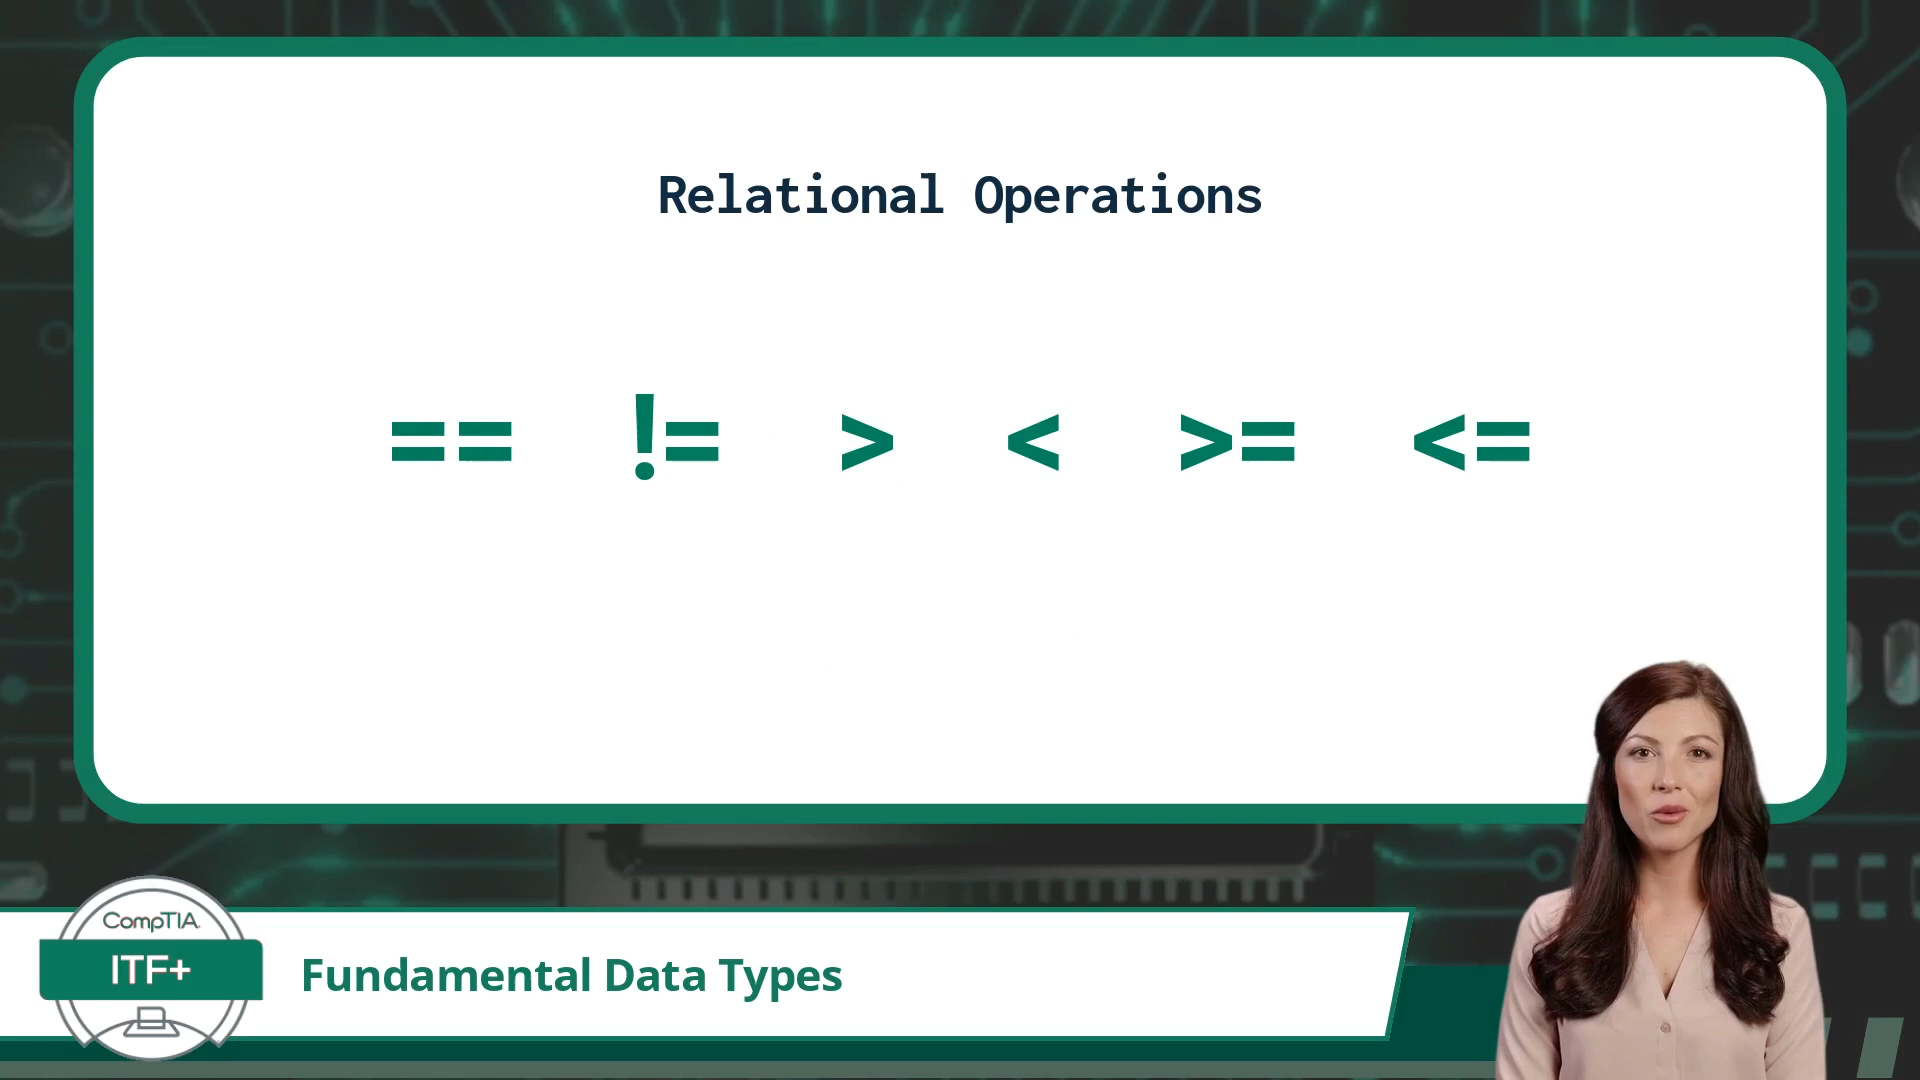 Relational Operations
== != > < >= <=
CompTIA.
ITF+
Fundamental Data Types